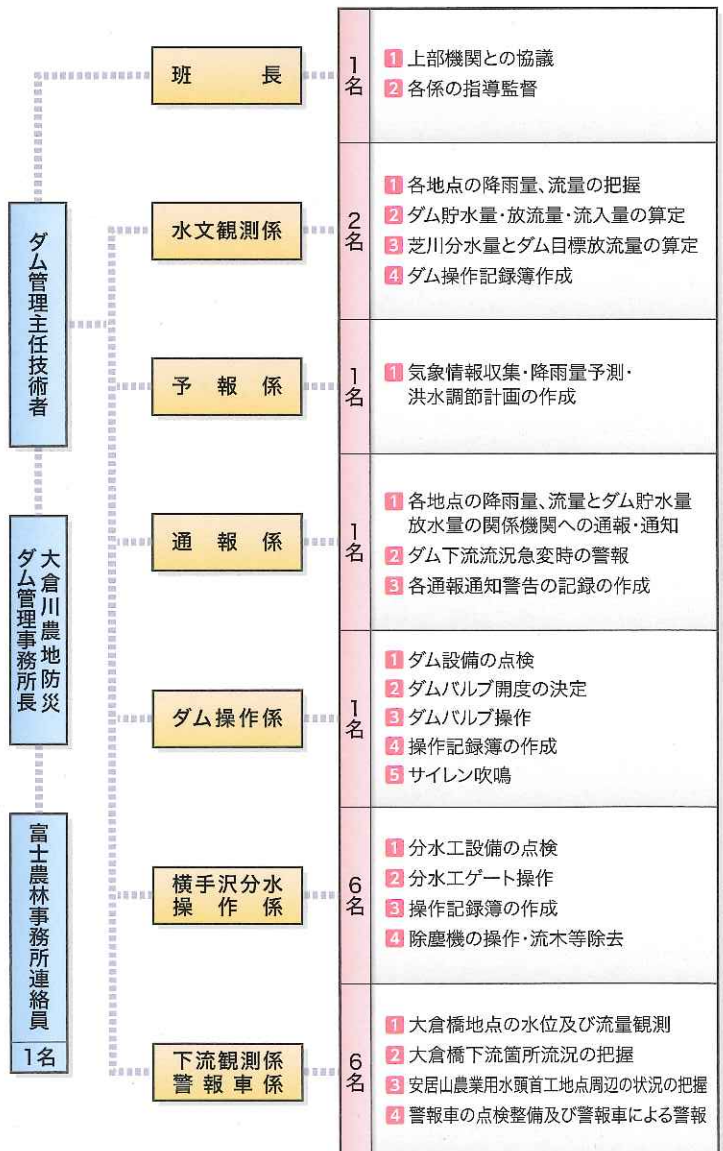 ダム管理主任技術者
大倉川農地防災
ダム管理事務所長
富士農林事務所連絡員
1名
班長
1名
1 上部機関との協議
2 各係の指導監督
水文観測係
2名
1 各地点の降雨量、流量の把握
2 ダム貯水量・放流量・流入量の算定
3 芝川分水量とダム目標放流量の算定
4 ダム操作記録簿作成
予報係
1名
1 気象情報収集・降雨量予測・
洪水調節計画の作成
通報係
1名
1 各地点の降雨量、流量とダム貯水量
放水量の関係機関への通報・通知
2 ダム下流流況急変時の警報
3 各通報通知警告の記録の作成
ダム操作係
1名
1 ダム設備の点検
2 ダムバルブ開度の決定
3 ダムバルブ操作
4 操作記録簿の作成
5 サイレン吹鳴
横手沢分水
操作係
6名
1 分水工設備の点検
2 分水工ゲート操作
3 操作記録簿の作成
4 除塵機の操作・流木等除去
下流観測係
警報車係
6名
1 大倉橋地点の水位及び流量観測
2 大倉橋下流箇所流況の把握
3 安居山農業用水頭首工地点周辺の状況の把握
4 警報車の点検整備及び警報車による警報